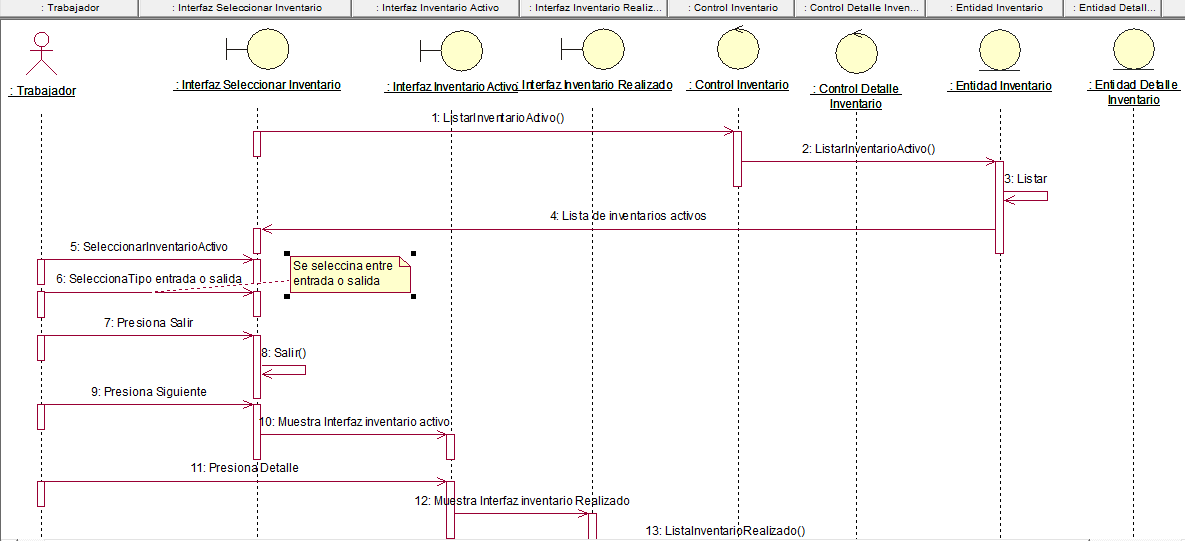 : Trabajador
: Interfaz Seleccionar Inventario
: Interfaz Inventario Activo
: Interfaz Inventario Realiz...
: Control Inventario
: Control Detalle Inven...
: Entidad Inventario
: Entidad Detall...
: Trabajador
: Interfaz Seleccionar Inventario
: Interfaz Inventario Activo
: Interfaz Inventario Realizado
: Control Inventario
: Control Detalle
Inventario
: Entidad Inventario
: Entidad Detalle
Inventario
1: ListarInventarioActivo()
2: ListarInventarioActivo()
3: Listar
4: Lista de inventarios activos
5: SeleccionarInventarioActivo
6: SeleccionaTipo entrada o salida
Se seleccina entre
entrada o salida
7: Presiona Salir
8: Salir()
9: Presiona Siguiente
10: Muestra Interfaz inventario activo
11: Presiona Detalle
12: Muestra Interfaz inventario Realizado
13: ListaInventarioRealizado()